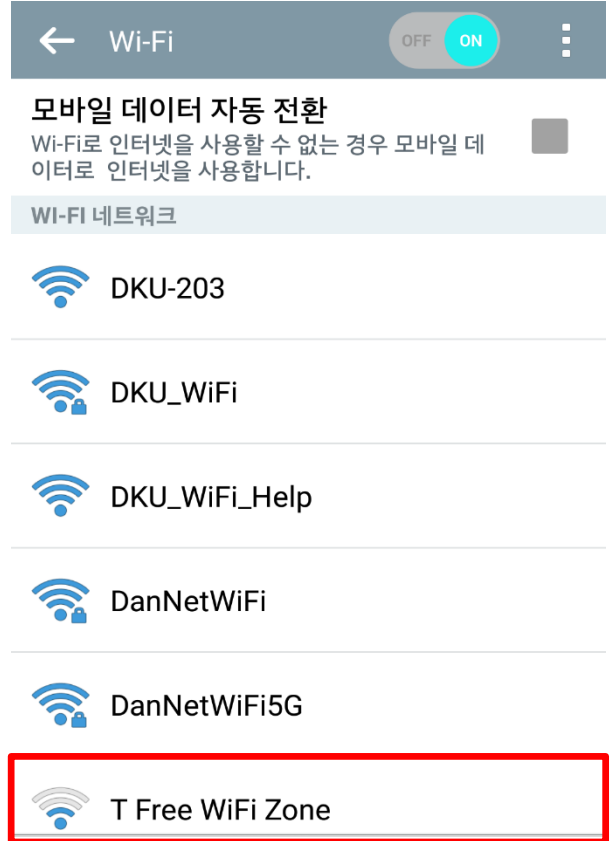 Wi-Fi
OFF ON
모바일 데이터 자동 전환
Wi-Fi로 인터넷을 사용할 수 없는 경우 모바일 데
이터로 인터넷을 사용합니다.
WI-FI 네트워크
DKU-203
DKU_WiFi
DKU_WiFi_Help
DanNetWiFi
DanNetWiFi5G
T Free WiFi Zone